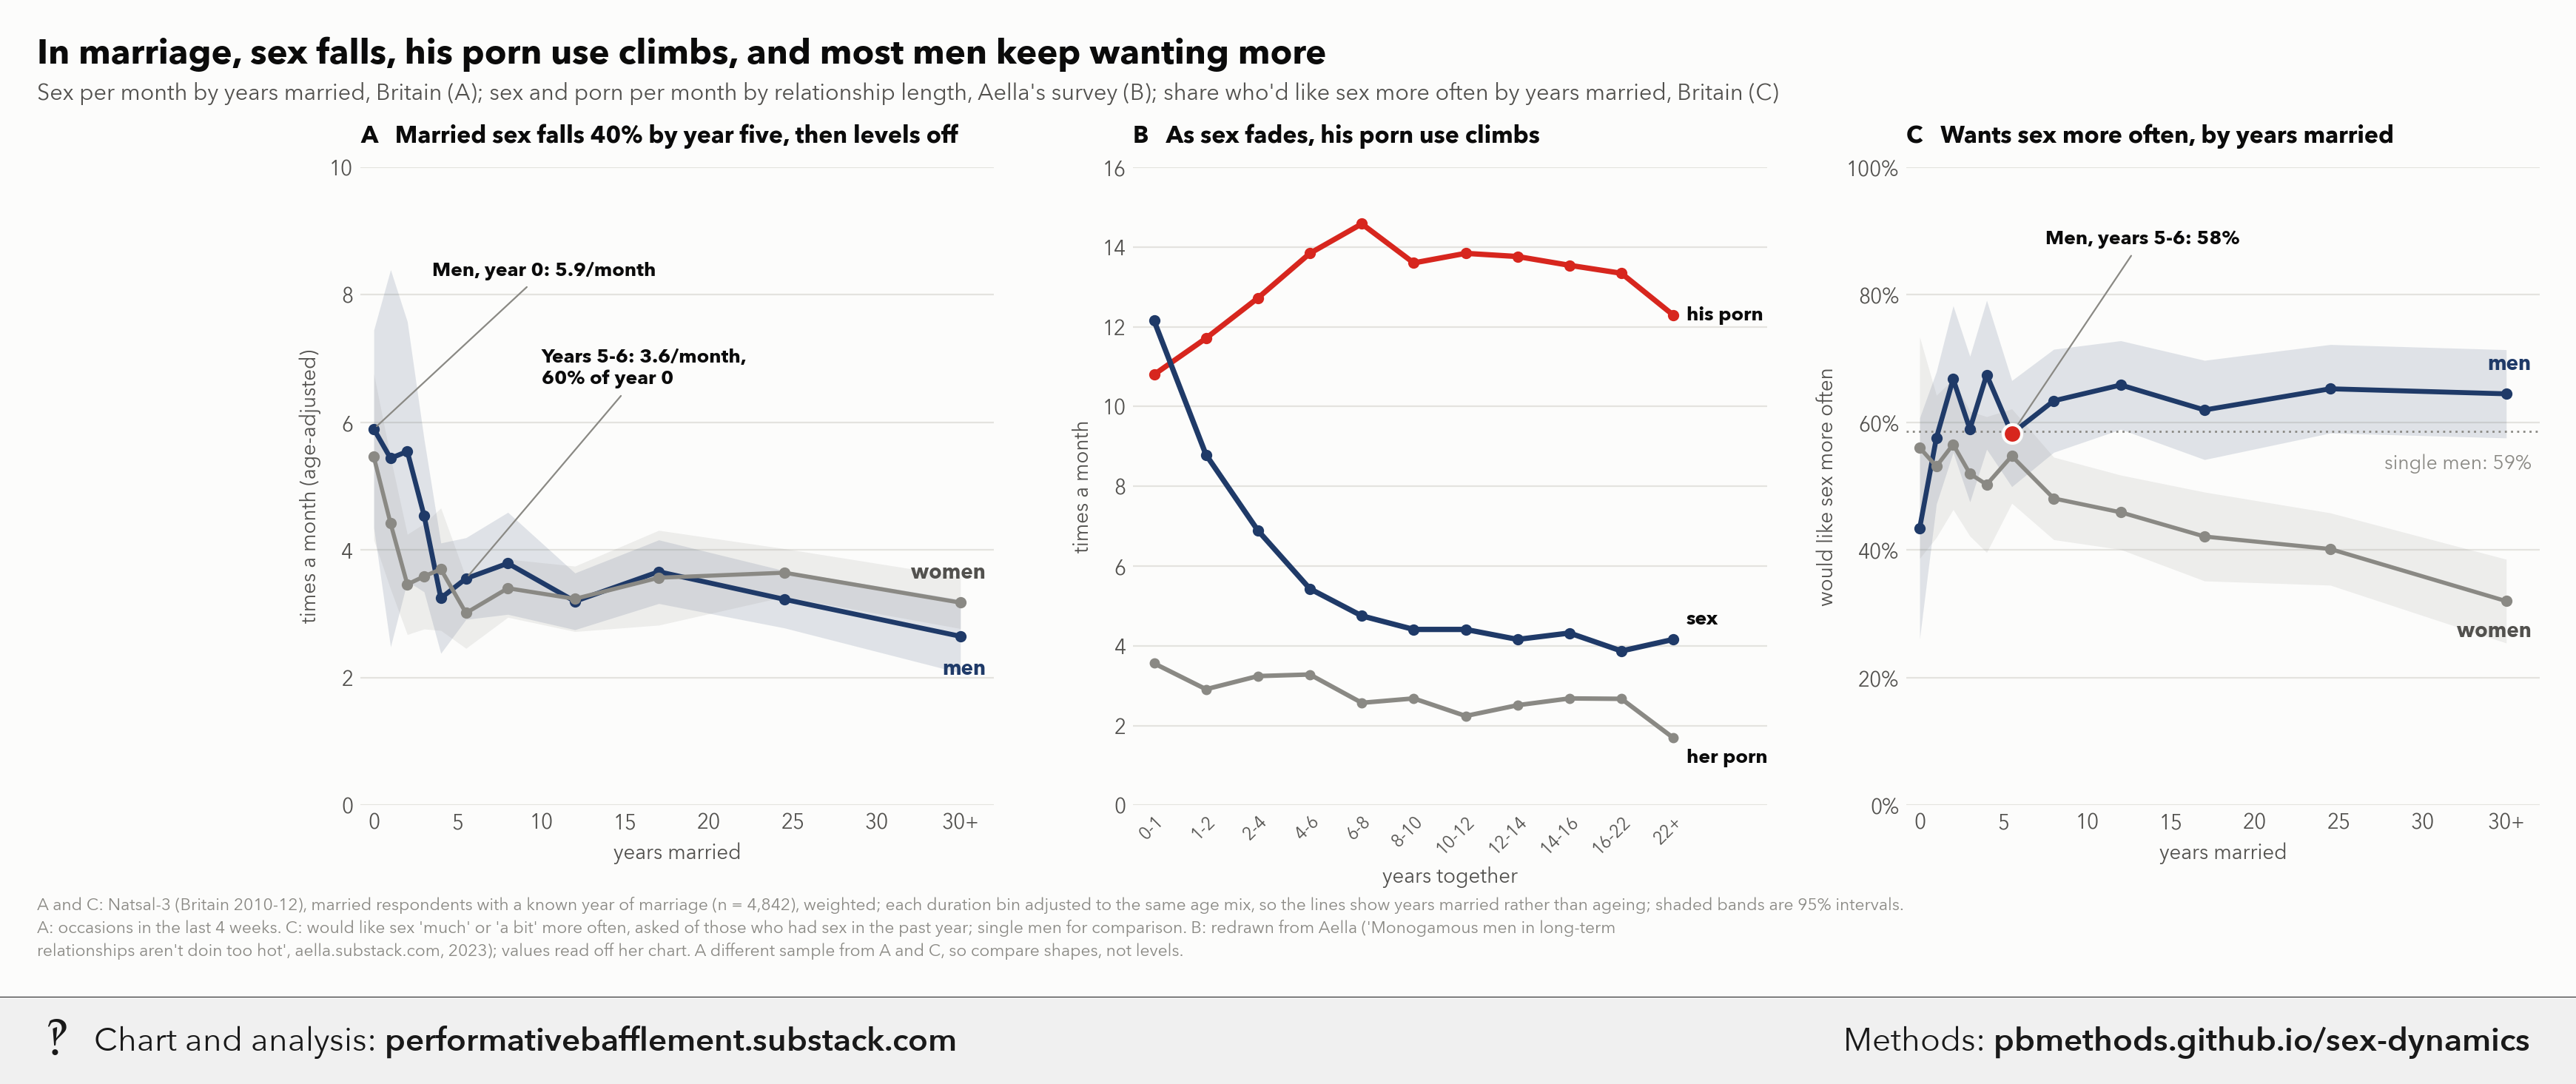 In marriage, sex falls, his porn use climbs, and most men keep wanting more
Sex per month by years married, Britain (A); sex and porn per month by relationship length, Aella's survey (B); share who'd like sex more often by years married, Britain (C)
A Married sex falls 40% by year five, then levels off
10
8
6
4
2
0
times a month (age-adjusted)
Men, year 0: 5.9/month
Years 5-6: 3.6/month,
60% of year 0
women
men
0 5 10 15 20 25 30 30+
years married
B As sex fades, his porn use climbs
16
14
12
10
8
6
4
2
0
times a month
his porn
sex
her porn
0-1 1-2 2-4 4-6 6-8 8-10 10-12 12-14 14-16 16-22 22+
years together
C Wants sex more often, by years married
100%
80%
60%
40%
20%
0%
would like sex more often
Men, years 5-6: 58%
men
single men: 59%
women
0 5 10 15 20 25 30 30+
years married
A and C: Natsal-3 (Britain 2010-12), married respondents with a known year of marriage (n = 4,842), weighted; each duration bin adjusted to the same age mix, so the lines show years married rather than ageing; shaded bands are 95% intervals.
A: occasions in the last 4 weeks. C: would like sex 'much' or 'a bit' more often, asked of those who had sex in the past year; single men for comparison. B: redrawn from Aella ('Monogamous men in long-term
relationships aren't doin too hot', aella.substack.com, 2023); values read off her chart. A different sample from A and C, so compare shapes, not levels.
‽ Chart and analysis: performativebafflement.substack.com
Methods: pbmethods.github.io/sex-dynamics